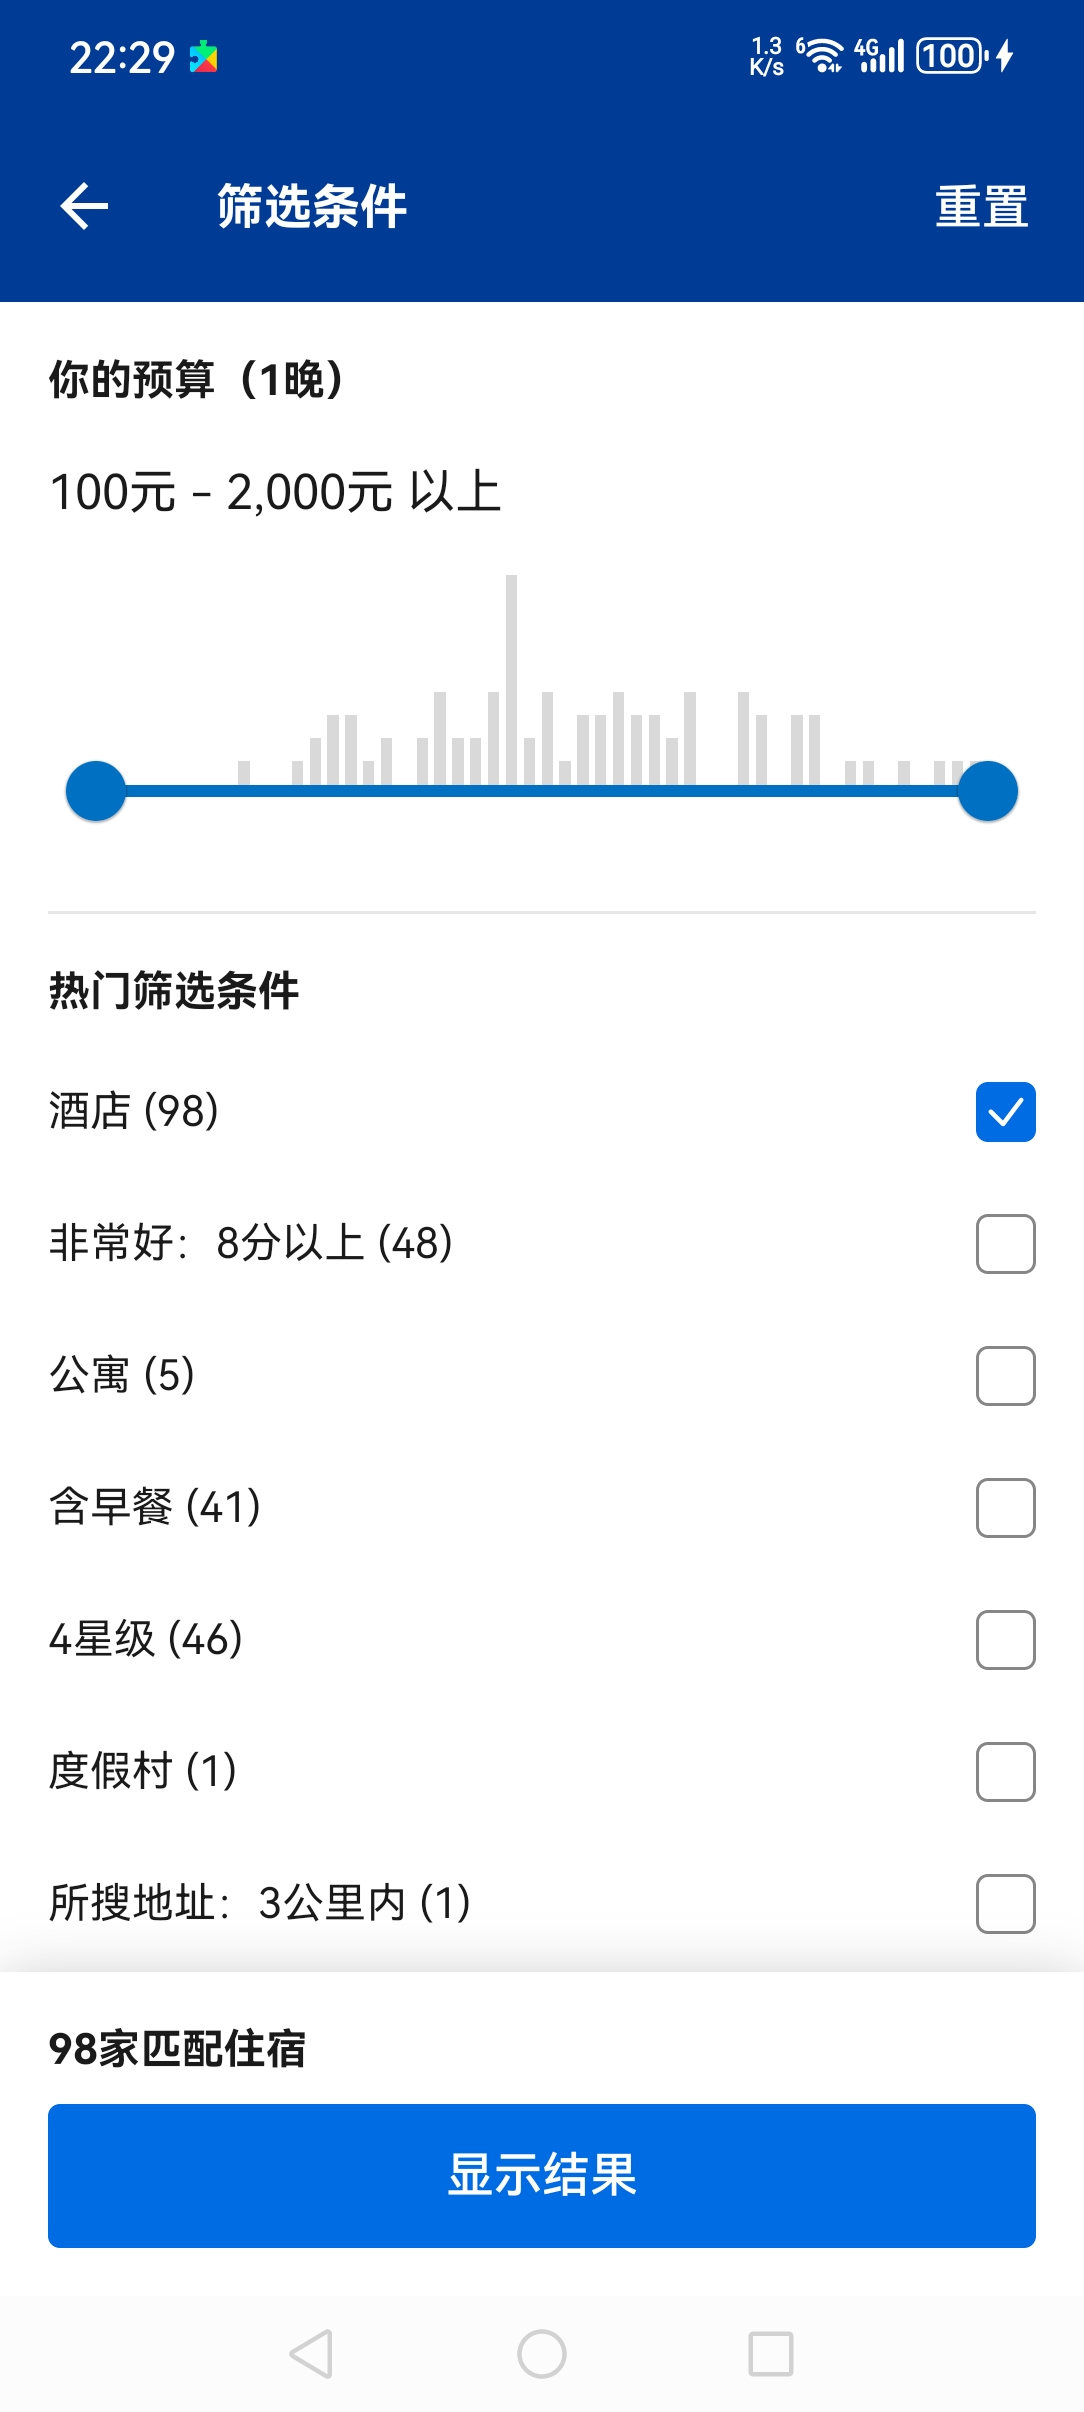 22:29
1.3 K/s 6 4G 100
筛选条件 重置
你的预算（1晚）
100元 – 2,000元 以上
热门筛选条件
酒店 (98)
非常好：8分以上 (48)
公寓 (5)
含早餐 (41)
4星级 (46)
度假村 (1)
所搜地址：3公里内 (1)
98家匹配住宿
显示结果